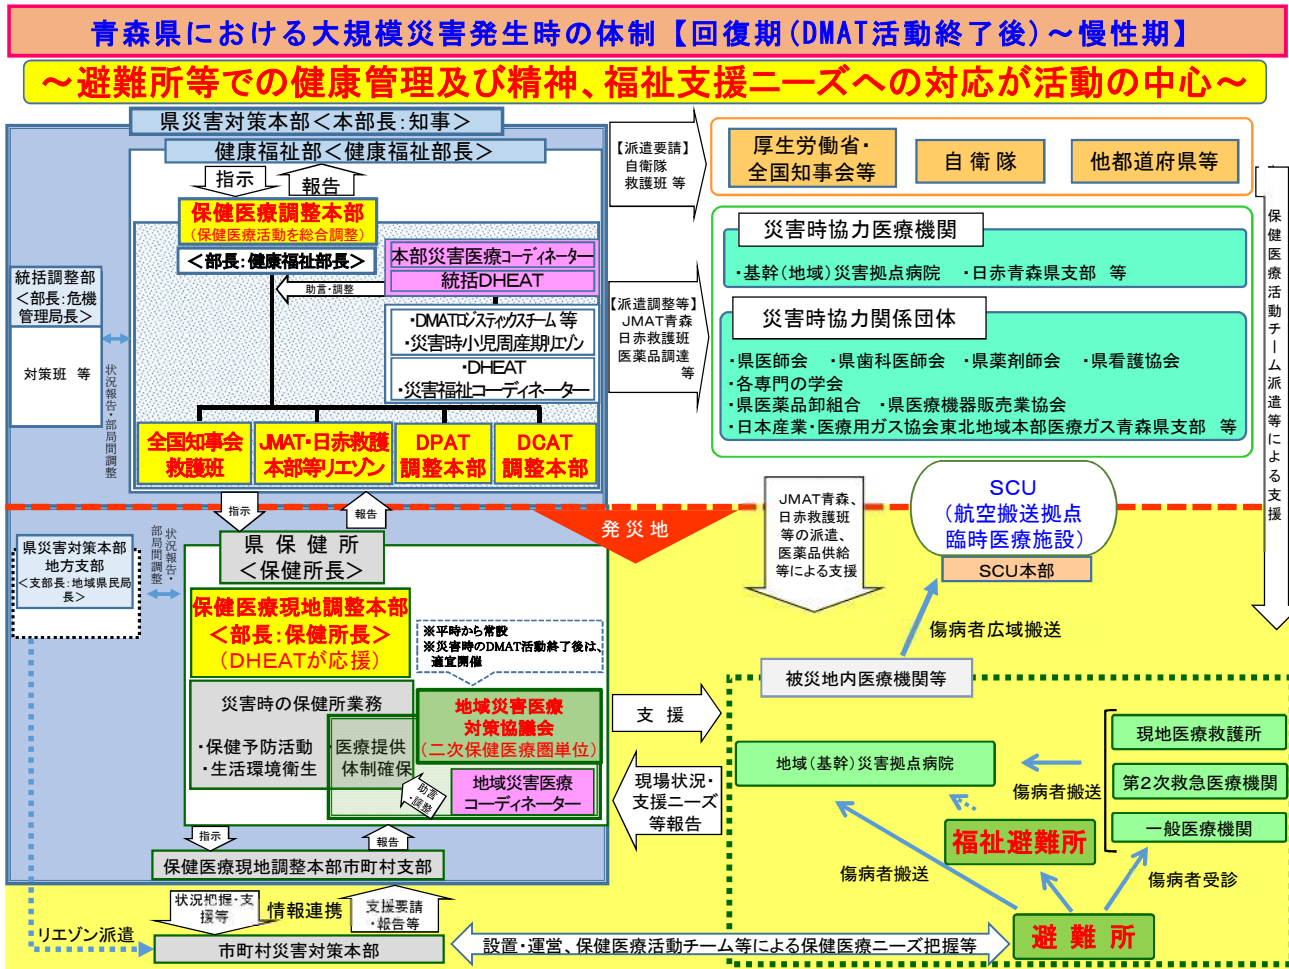 青森県における大規模災害発生時の体制【回復期(DMAT活動終了後)～慢性期】
～避難所等での健康管理及び精神、福祉支援ニーズへの対応が活動の中心～
県災害対策本部＜本部長：知事＞
健康福祉部＜健康福祉部長＞
指示
報告
保健医療調整本部
(保健医療活動を総合調整)
＜部長：健康福祉部長＞
本部災害医療コーディネーター
統括DHEAT
助言・調整
・DMATロジスティックスチーム 等
・災害時小児周産期リエゾン
・DHEAT
・災害福祉コーディネーター
統括調整部
＜部長：危機
管理局長＞
対策班 等
状況報告・部局間調整
全国知事会
救護班
JMAT・日赤救護
本部等リエゾン
DPAT
調整本部
DCAT
調整本部
【派遣要請】
自衛隊
救護班 等
厚生労働省・
全国知事会等
自衛隊
他都道府県等
【派遣調整等】
JMAT青森
日赤救護班
医薬品調達
等
災害時協力医療機関
・基幹(地域)災害拠点病院 ・日赤青森県支部 等
災害時協力関係団体
・県医師会 ・県歯科医師会 ・県薬剤師会 ・県看護協会
・各専門の学会
・県医薬品卸組合 ・県医療機器販売業協会
・日本産業・医療用ガス協会東北地域本部医療ガス青森県支部 等
保健医療活動チーム派遣等による支援
指示
報告
発災地
JMAT青森、
日赤救護班
等の派遣、
医薬品供給
等による支援
SCU
(航空搬送拠点
臨時医療施設)
SCU本部
傷病者広域搬送
県災害対策本部
地方支部
＜支部長：地域県民局
長＞
状況報告・
部局間調整
県保健所
＜保健所長＞
保健医療現地調整本部
＜部長：保健所長＞
(DHEATが応援)
※平時から常設
※災害時のDMAT活動終了後は、
適宜開催
災害時の保健所業務
・保健予防活動
・生活環境衛生
・医療提供
体制確保
地域災害医療
対策協議会
(二次保健医療圏単位)
助言
・調整
地域災害医療
コーディネーター
支援
現場状況・
支援ニーズ
等報告
被災地内医療機関等
地域(基幹)災害拠点病院
現地医療救護所
第2次救急医療機関
一般医療機関
傷病者搬送
福祉避難所
傷病者搬送
傷病者受診
避難所
指示
報告
保健医療現地調整本部市町村支部
状況把握・支
援等
情報連携
支援要請
・報告等
リエゾン派遣
市町村災害対策本部
設置・運営、保健医療活動チーム等による保健医療ニーズ把握等